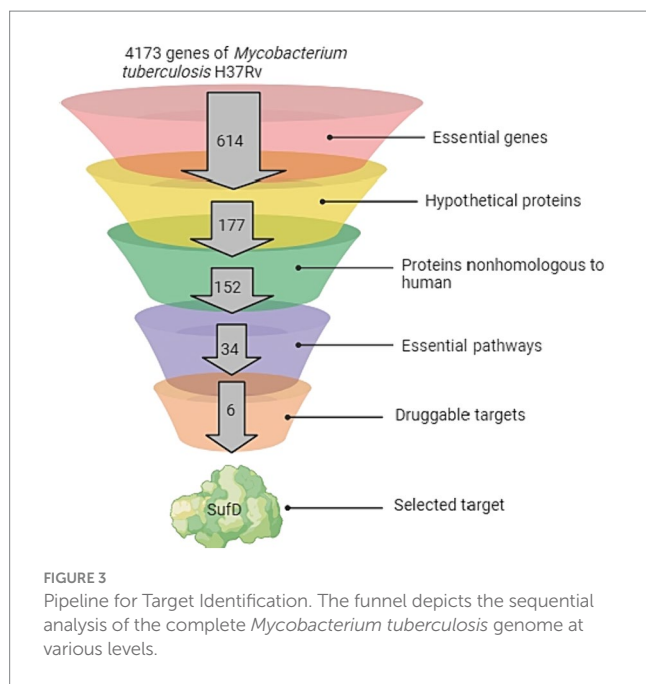 4173 genes of Mycobacterium
tuberculosis H37Rv
614
Essential genes
Hypothetical proteins
177
Proteins nonhomologous to
human
152
Essential pathways
34
Druggable targets
6
SufD
Selected target
FIGURE 3
Pipeline for Target Identification. The funnel depicts the sequential
analysis of the complete Mycobacterium tuberculosis genome at
various levels.